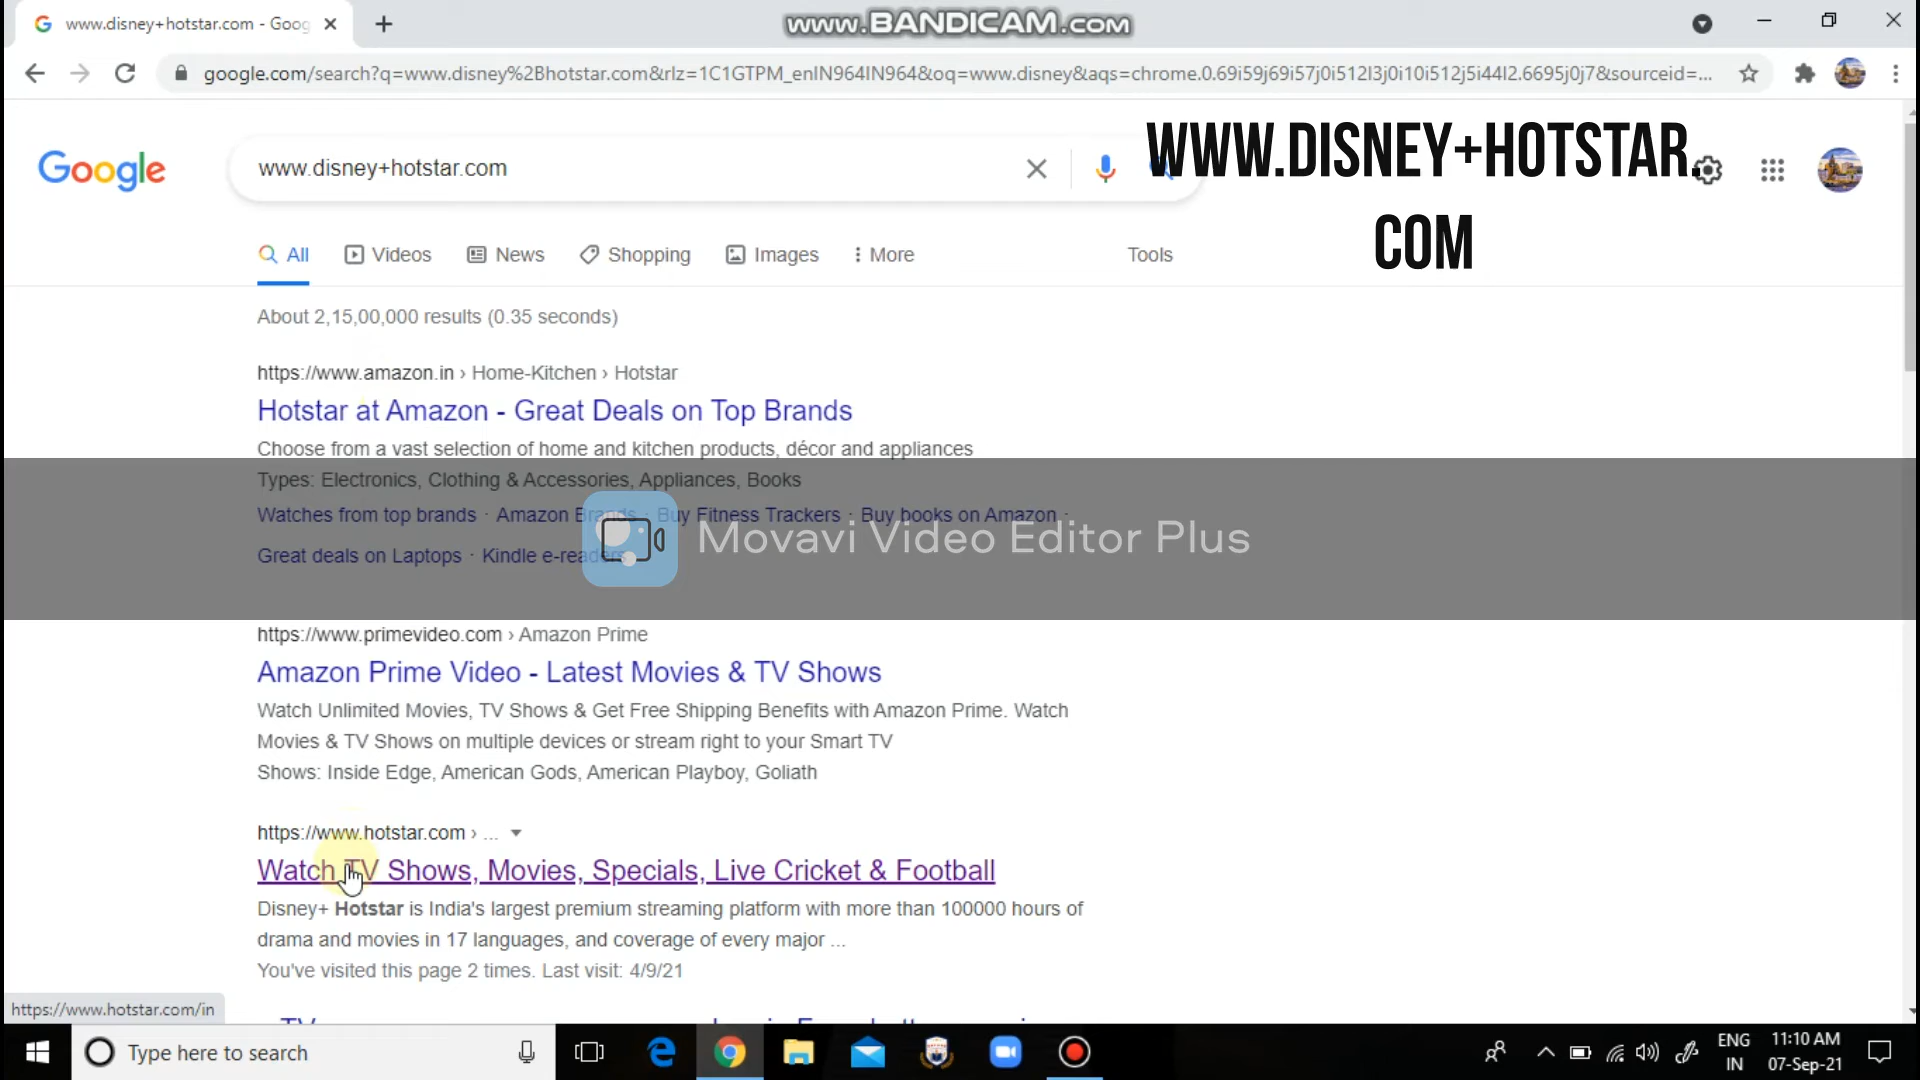 www.disney+hotstar.com - Goog
www.BANDICAM.com
google.com/search?q=www.disney%2Bhotstar.com&rlz=1C1GTPM_enIN964IN964&oq=www.disney&aqs=chrome.0.69i59j69i57j0i512l3j0i10i512j5i44l2.6695j0j7&sourceid=...
WWW.DISNEY+HOTSTAR.
COM
Google
www.disney+hotstar.com
All
Videos
News
Shopping
Images
More
Tools
About 2,15,00,000 results (0.35 seconds)
https://www.amazon.in › Home-Kitchen › Hotstar
Hotstar at Amazon - Great Deals on Top Brands
Choose from a vast selection of home and kitchen products, décor and appliances
Types: Electronics, Clothing & Accessories, Appliances, Books
Watches from top brands · Amazon Brands · Buy Fitness Trackers · Buy books on Amazon ·
Great deals on Laptops · Kindle e-readers
Movavi Video Editor Plus
https://www.primevideo.com › Amazon Prime
Amazon Prime Video - Latest Movies & TV Shows
Watch Unlimited Movies, TV Shows & Get Free Shipping Benefits with Amazon Prime. Watch
Movies & TV Shows on multiple devices or stream right to your Smart TV
Shows: Inside Edge, American Gods, American Playboy, Goliath
https://www.hotstar.com › ...
Watch TV Shows, Movies, Specials, Live Cricket & Football
Disney+ Hotstar is India's largest premium streaming platform with more than 100000 hours of
drama and movies in 17 languages, and coverage of every major ...
You've visited this page 2 times. Last visit: 4/9/21
https://www.hotstar.com/in
Type here to search
ENG
IN
11:10 AM
07-Sep-21